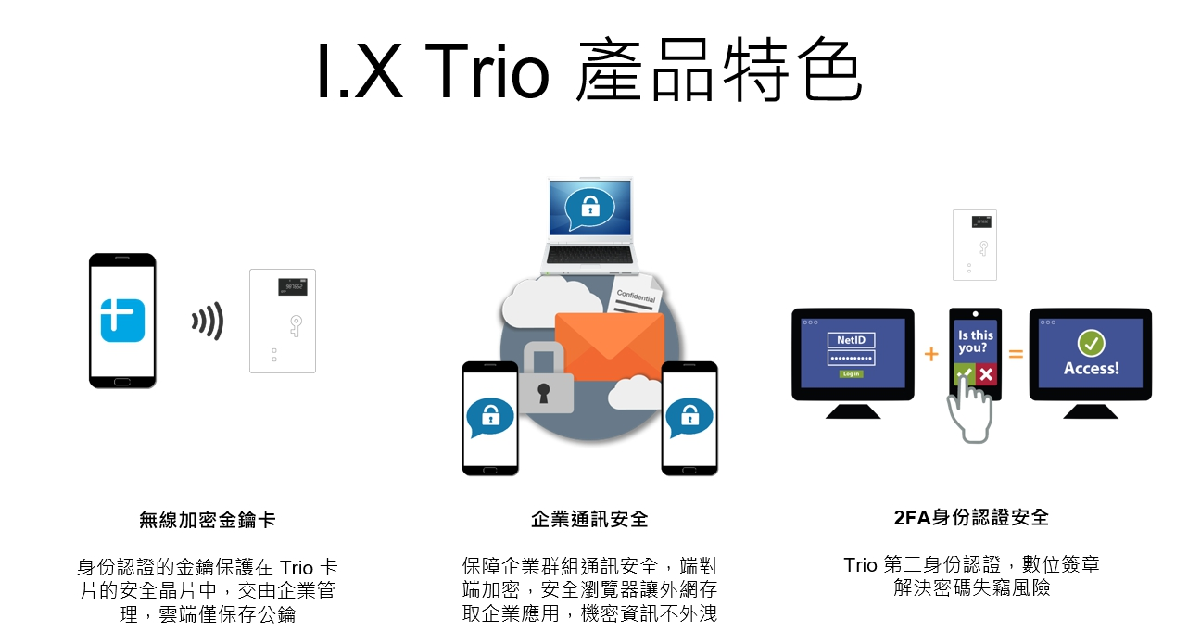 I.X Trio 產品特色
Confidential
NetID
Login
Is this
you?
Access!
無線加密金鑰卡
身份認證的金鑰保護在 Trio 卡
片的安全晶片中，交由企業管
理，雲端僅保存公鑰
企業通訊安全
保障企業群組通訊安全，端對
端加密，安全瀏覽器讓外網存
取企業應用，機密資訊不外洩
2FA身份認證安全
Trio 第二身份認證，數位簽章
解決密碼失竊風險